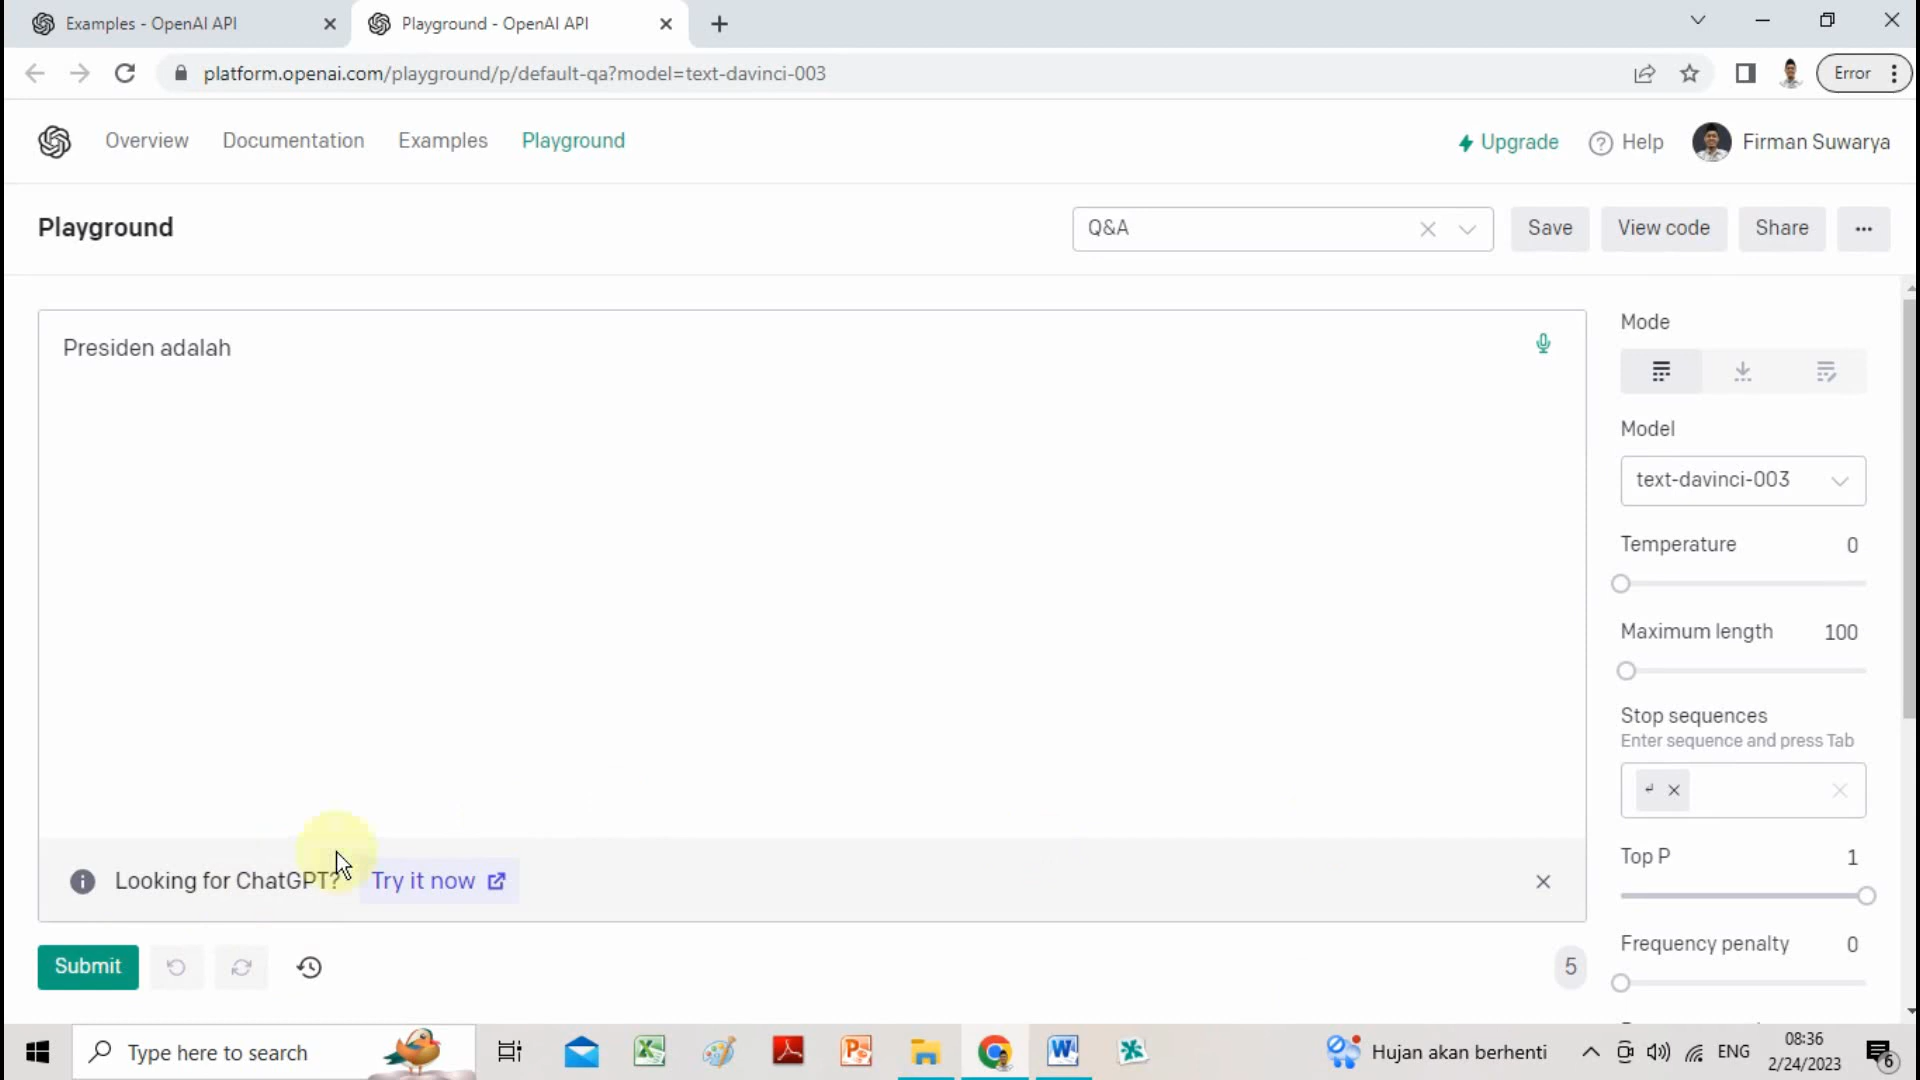 Examples - OpenAI API
Playground - OpenAI API
platform.openai.com/playground/p/default-qa?model=text-davinci-003
Error
Overview Documentation Examples Playground
Upgrade Help Firman Suwarya
Playground
Q&A
Save View code Share
Presiden adalah
Mode
Model
text-davinci-003
Temperature 0
Maximum length 100
Stop sequences
Enter sequence and press Tab
Top P 1
Frequency penalty 0
Looking for ChatGPT? Try it now
Submit
5
Type here to search
Hujan akan berhenti
ENG
08:36
2/24/2023
6